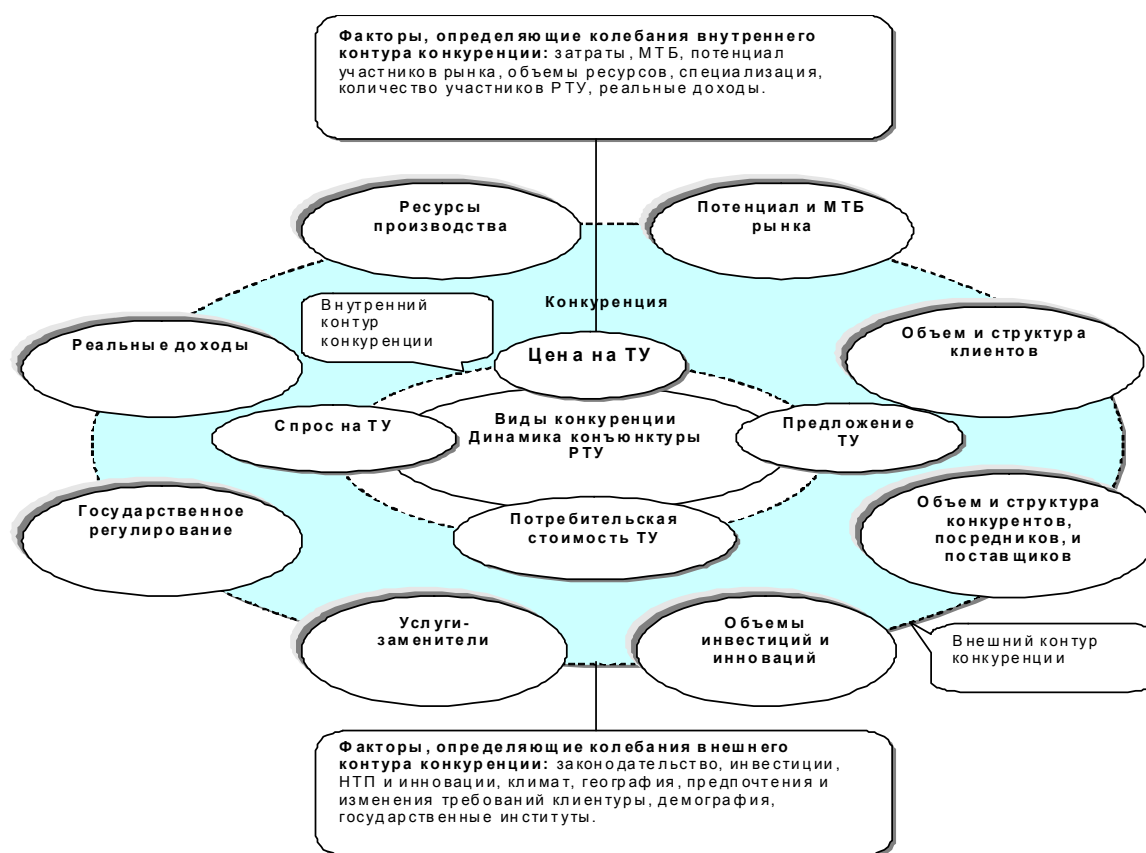 Факторы, определяющие колебания внутреннего
контура конкуренции: затраты, МТБ, потенциал
участников рынка, объемы ресурсов, специализация,
количество участников РТУ, реальные доходы.
Ресурсы
производства
Потенциал и МТБ
рынка
Внутренний
контур
конкуренции
Конкуренция
Реальные доходы
Цена на ТУ
Объем и структура
клиентов
Спрос на ТУ
Виды конкуренции
Динамика конъюнктуры
РТУ
Предложение
ТУ
Государственное
регулирование
Потребительская
стоимость ТУ
Объем и структура
конкурентов,
посредников, и
поставщиков
Услуги-
заменители
Объемы
инвестиций и
инноваций
Внешний контур
конкуренции
Факторы, определяющие колебания внешнего
контура конкуренции: законодательство, инвестиции,
НТП и инновации, климат, география, предпочтения и
изменения требований клиентуры, демография,
государственные институты.